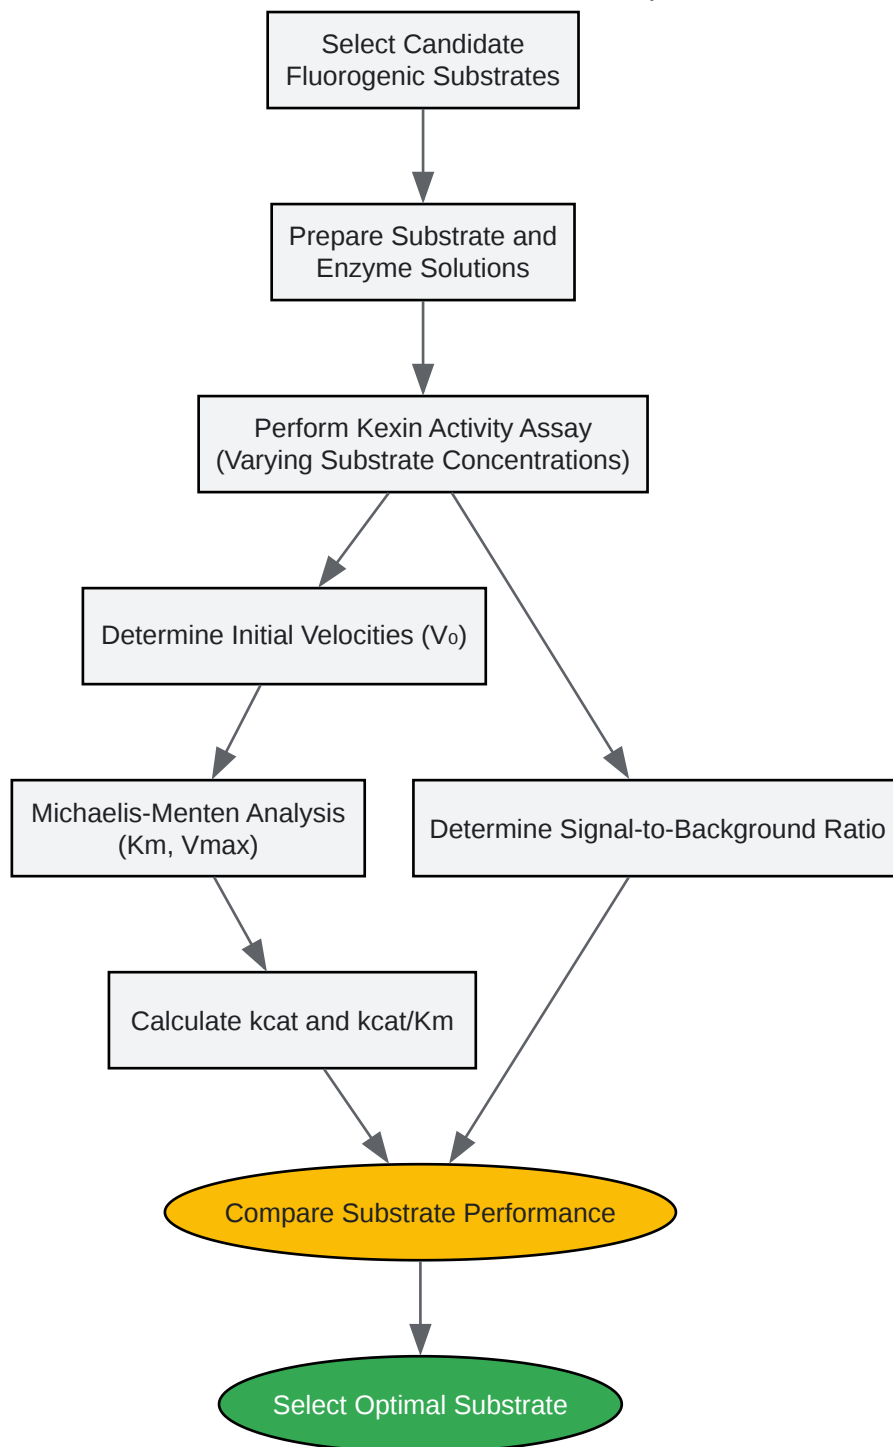 Select Candidate
Fluorogenic Substrates
Prepare Substrate and
Enzyme Solutions
Perform Kexin Activity Assay
(Varying Substrate Concentrations)
Determine Initial Velocities (V₀)
Michaelis-Menten Analysis
(Km, Vmax)
Determine Signal-to-Background Ratio
Calculate kcat and kcat/Km
Compare Substrate Performance
Select Optimal Substrate